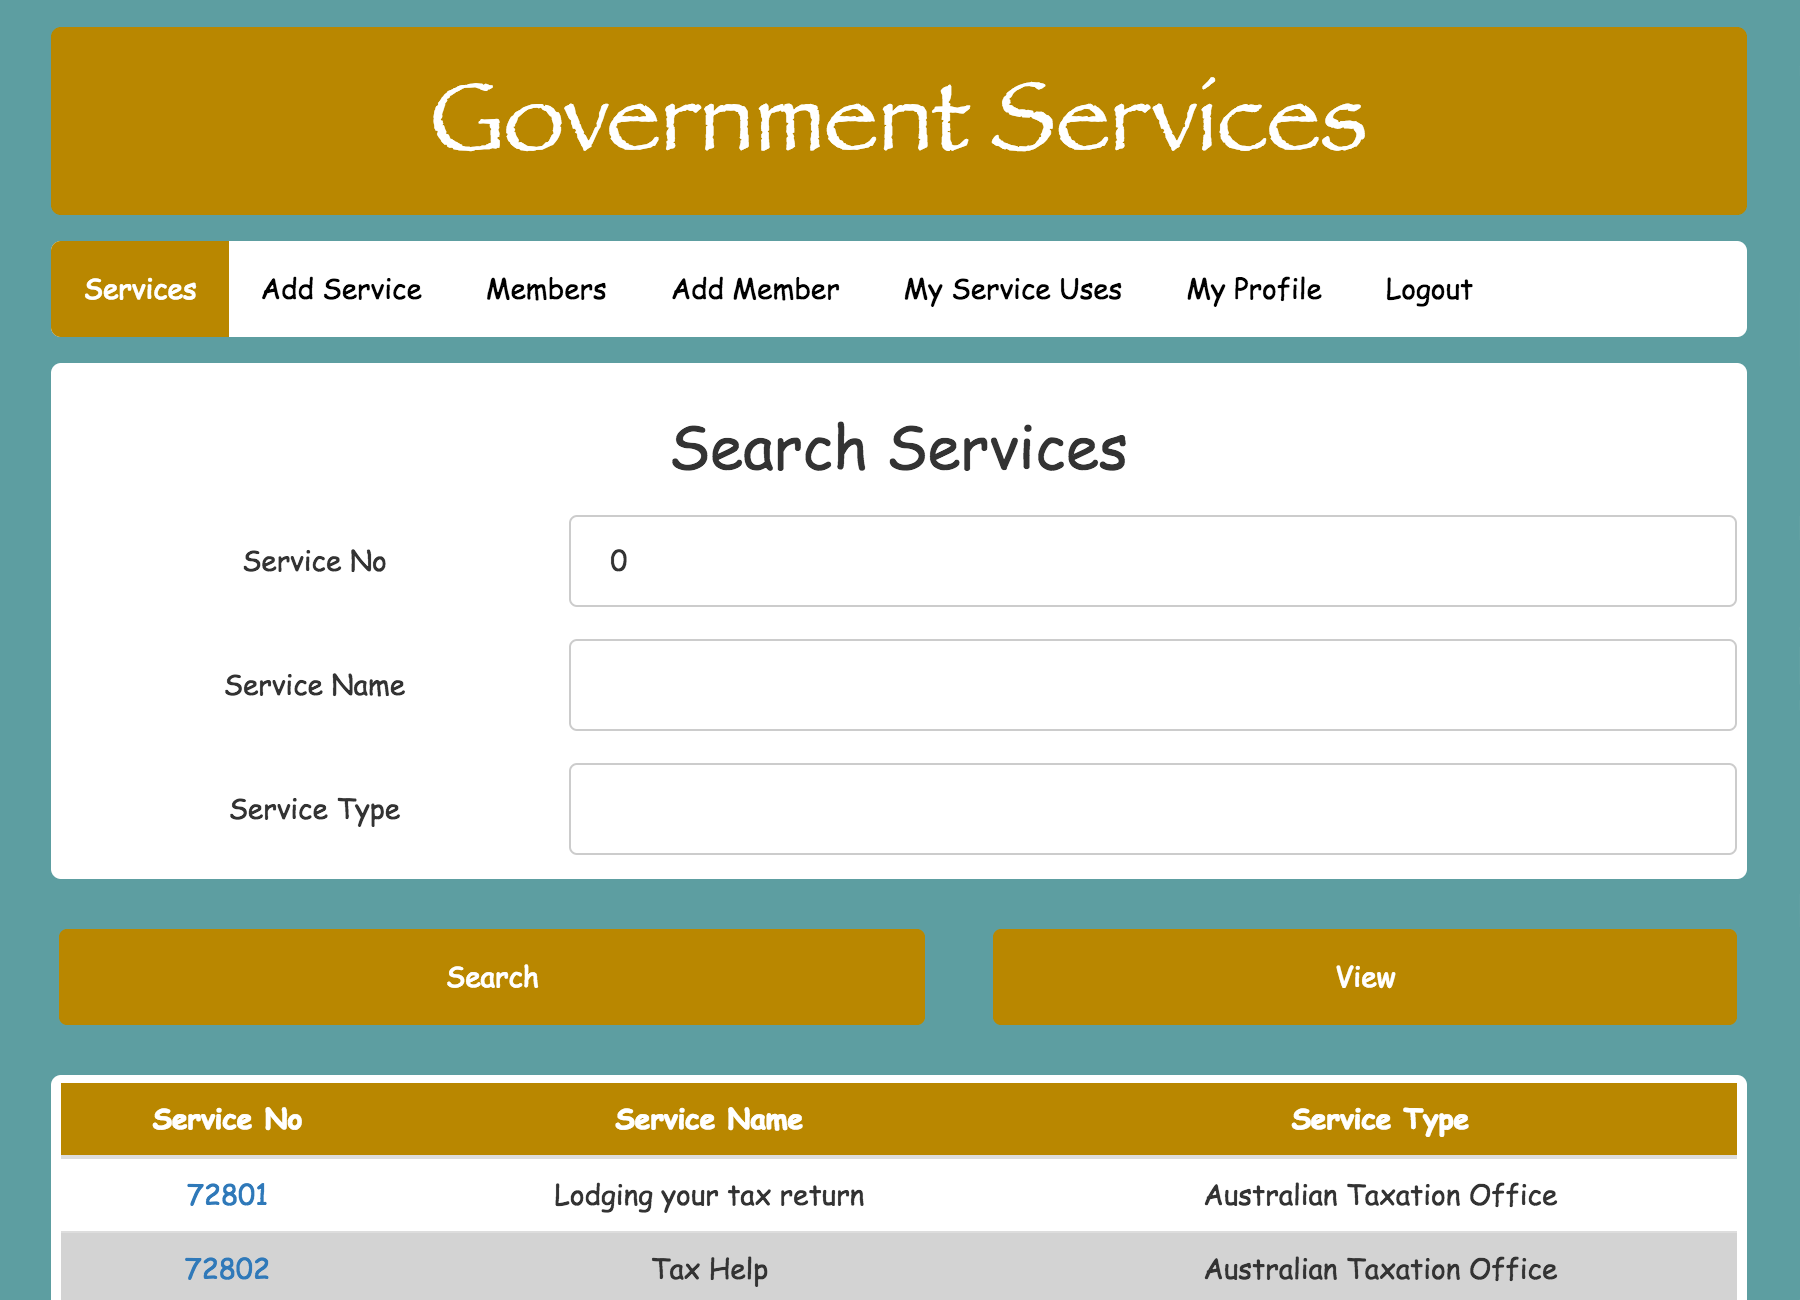 Government Services
Services Add Service Members Add Member My Service Uses My Profile Logout
Search Services
Service No 0
Service Name
Service Type
Search View
Service No Service Name Service Type
72801 Lodging your tax return Australian Taxation Office
72802 Tax Help Australian Taxation Office